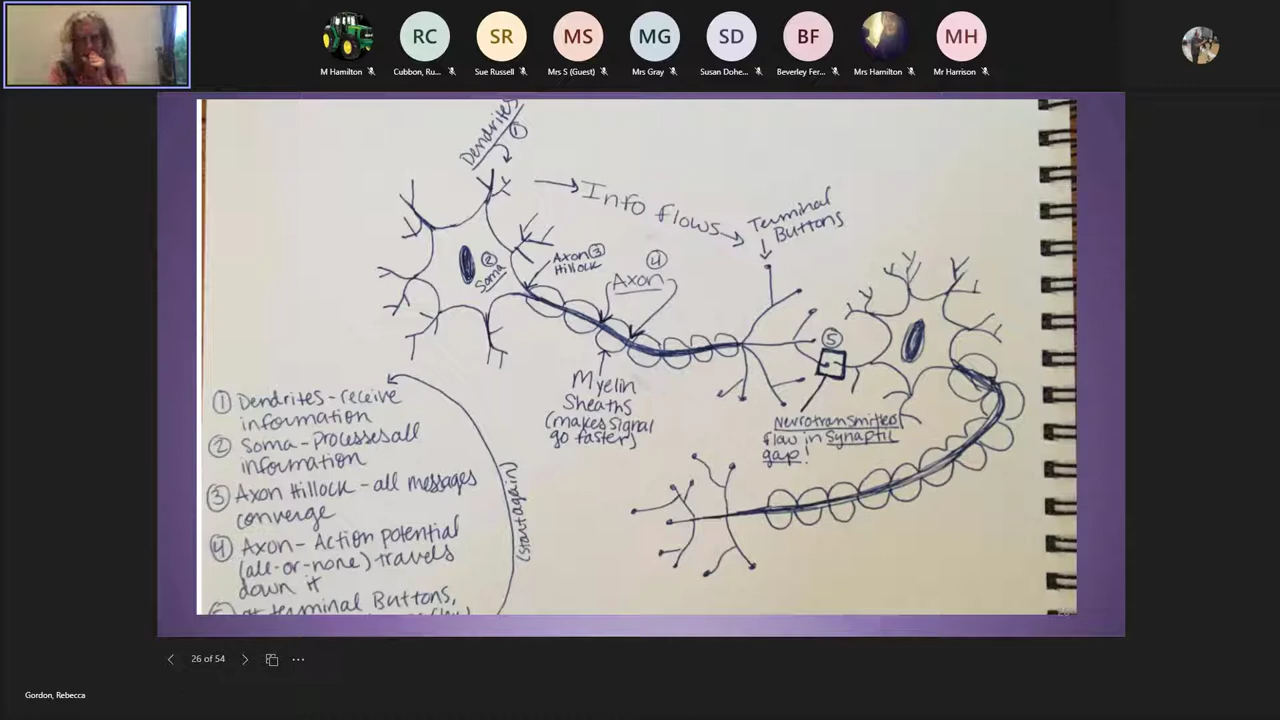 RC
SR
MS
MG
SD
BF
MH
M Hamilton
Cubbon, Ru...
Sue Russell
Mrs S (Guest)
Mrs Gray
Susan Dohe...
Beverley Fer...
Mrs Hamilton
Mr Harrison
Dendrites
①
→ Info flows →
Terminal
Buttons
② Soma
Axon ③
Hillock
④
Axon
⑤
Myelin
Sheaths
(makes signal
go faster)
Neurotransmitters
flow in synaptic
gap!
① Dendrites - receive
information
② Soma - Processes all
information
③ Axon Hillock - all messages
converge
④ Axon - Action potential
(all-or-none) travels
down it
at terminal Buttons,
(start again)
26 of 54
Gordon, Rebecca